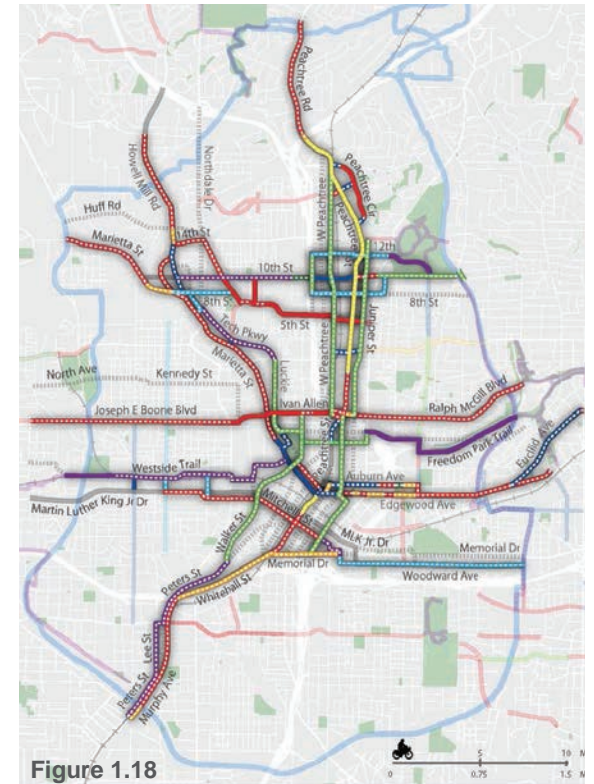 Peachtree Rd
Howell Mill Rd
Northside Dr
Peachtree Cir
W Peachtree
Peachtree St
Huff Rd
14th St
Marietta St
12th
10th St
8th St
8th St
Tech Pkwy
5th St
Juniper St
Marietta St
Luckie
W Peachtree
North Ave
Kennedy St
Ivan Allen
Joseph E Boone Blvd
Ralph McGill Blvd
Peachtree St
Freedom Park Trail
Euclid Ave
Westside Trail
Auburn Ave
Edgewood Ave
Martin Luther King Jr Dr
Mitchell St
MLK Jr. Dr
Walker St
Memorial Dr
Memorial Dr
Woodward Ave
Peters St
Whitehall St
Lee St
Peters St
Murphy Ave
5
10
M
0
0.75
1.5
M
Figure 1.18